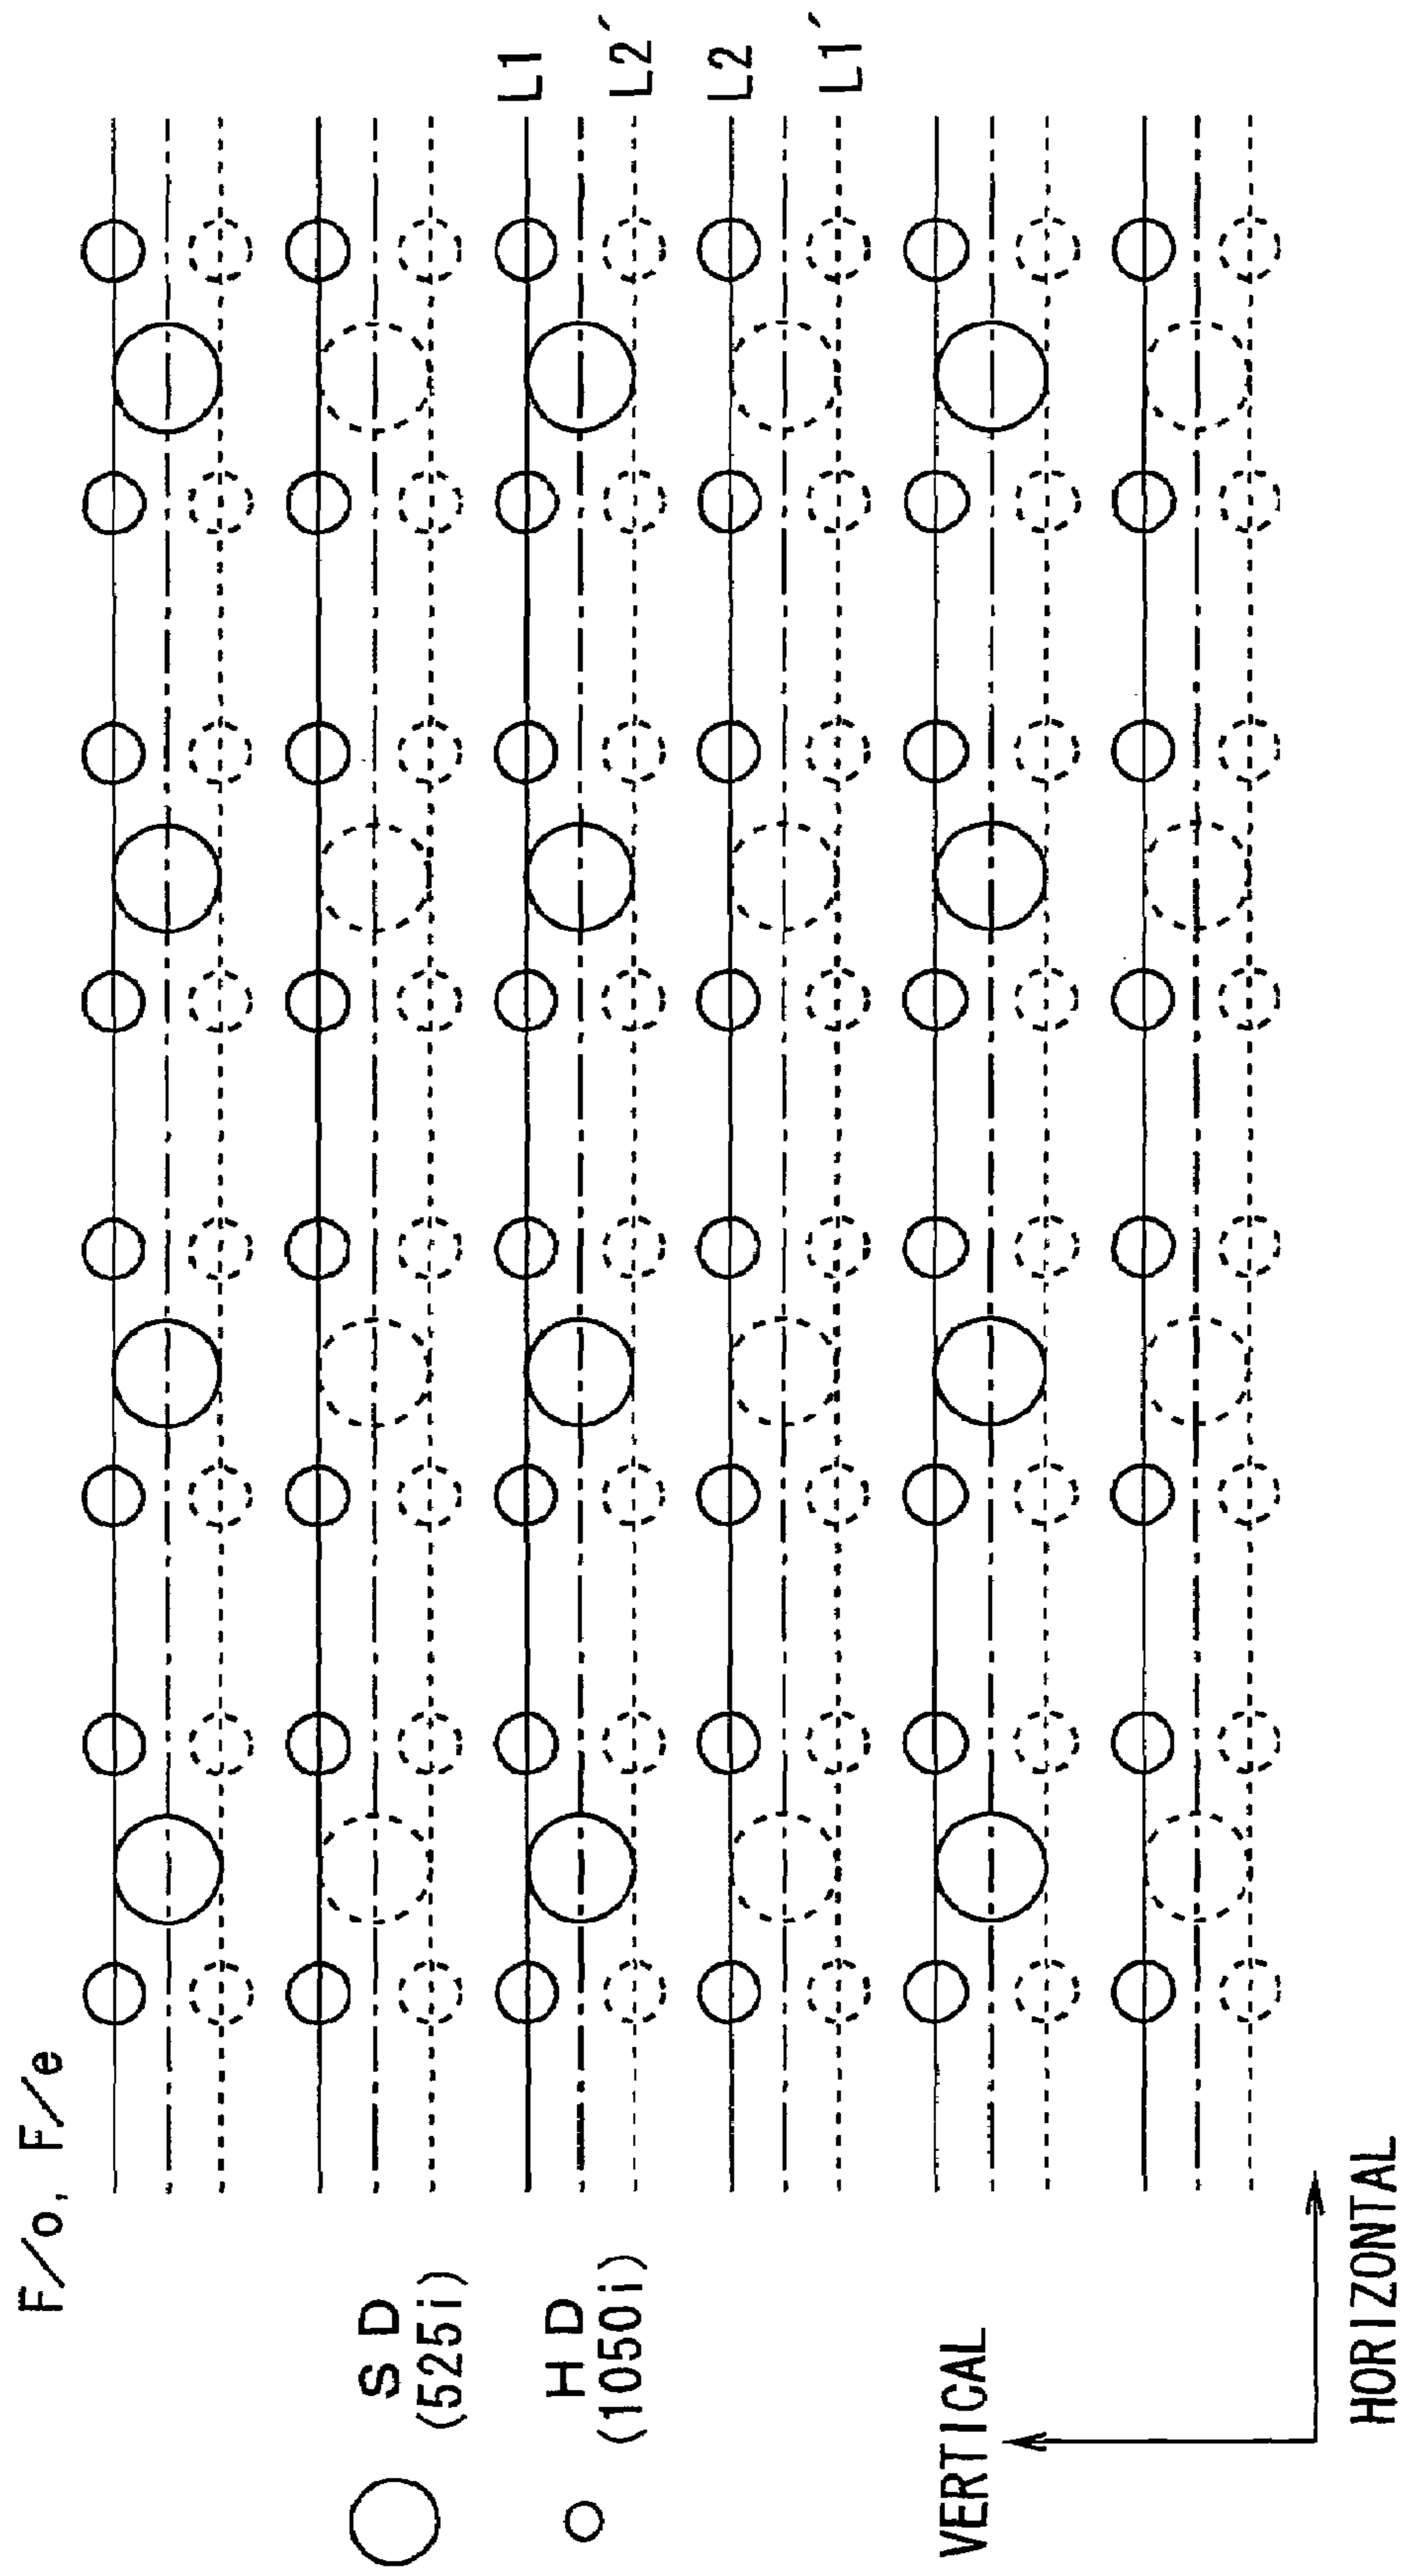 F/o, F/e
SD
(525i)
HD
(1050i)
L1
L2´
L2
L1´
VERTICAL
HORIZONTAL